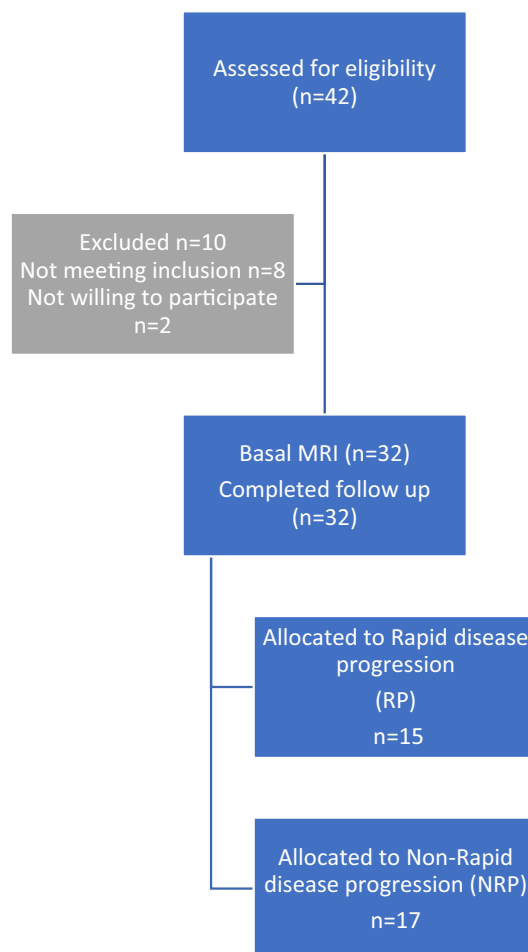 Assessed for eligibility
(n=42)
Excluded n=10
Not meeting inclusion n=8
Not willing to participate
n=2
Basal MRI (n=32)
Completed follow up
(n=32)
Allocated to Rapid disease
progression
(RP)
n=15
Allocated to Non-Rapid
disease progression (NRP)
n=17